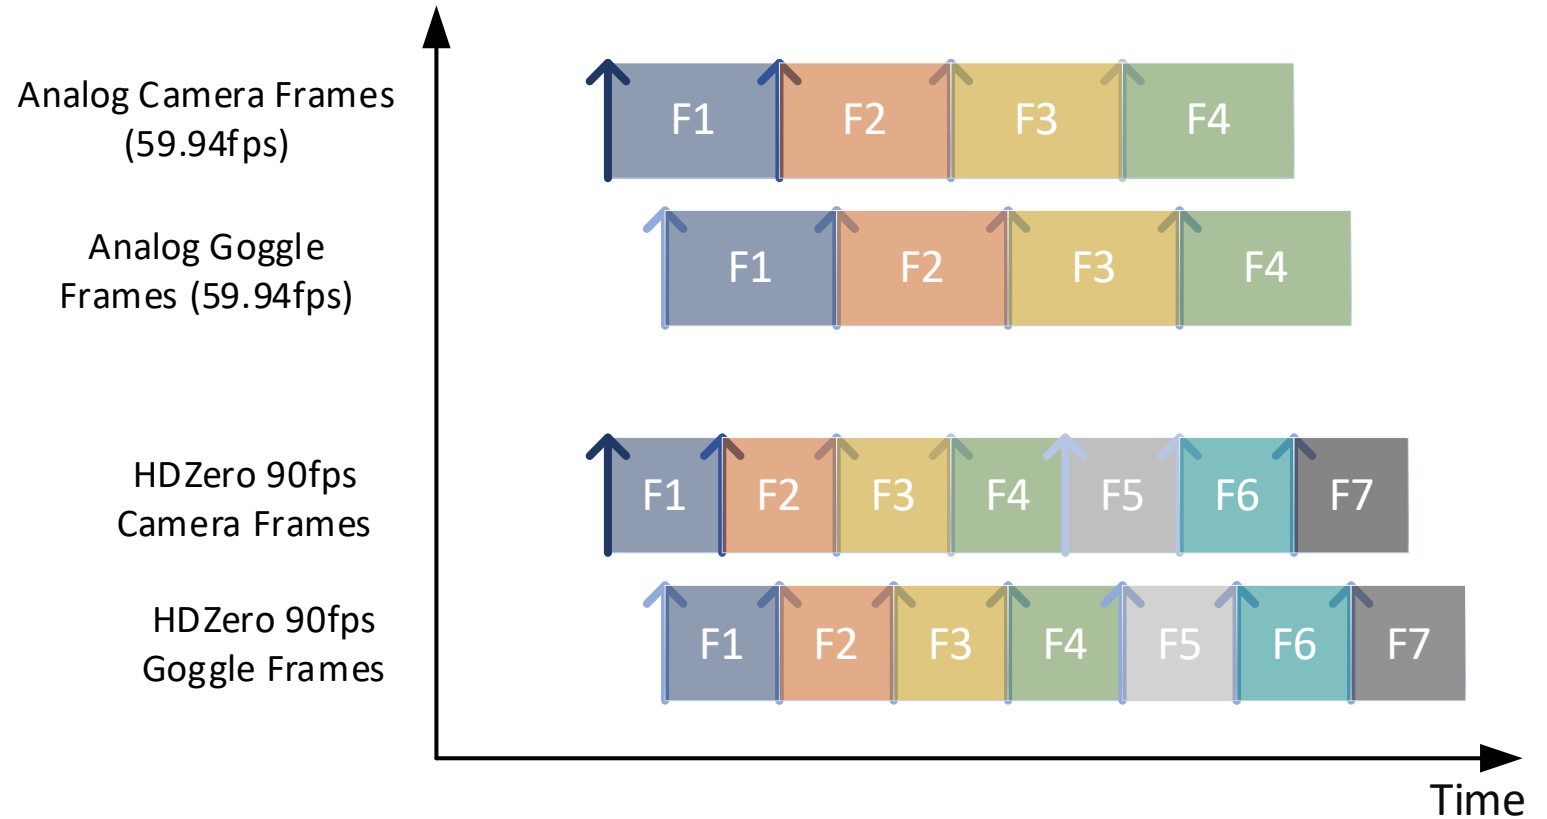 Analog Camera Frames
(59.94fps)
F1 F2 F3 F4
Analog Goggle
Frames (59.94fps)
F1 F2 F3 F4
HDZero 90fps
Camera Frames
F1 F2 F3 F4 F5 F6 F7
HDZero 90fps
Goggle Frames
F1 F2 F3 F4 F5 F6 F7
Time